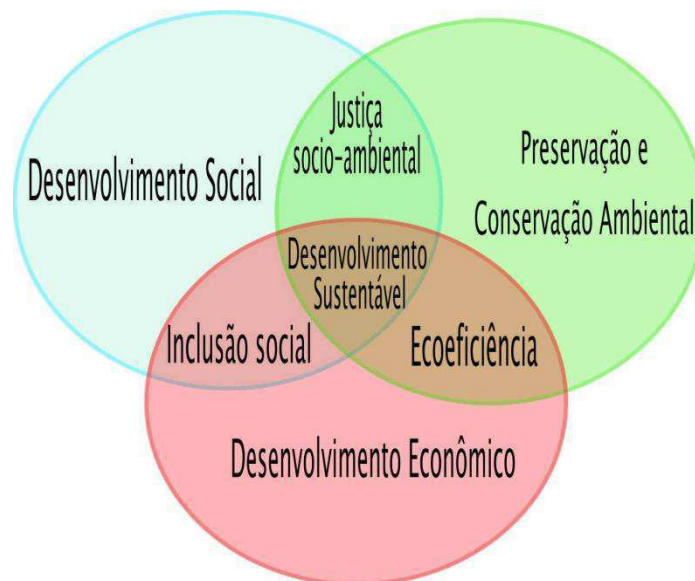 Justiça
socio-ambiental
Desenvolvimento Social
Preservação e
Conservação Ambiental
Desenvolvimento
Sustentável
Inclusão social
Ecoeficiência
Desenvolvimento Econômico